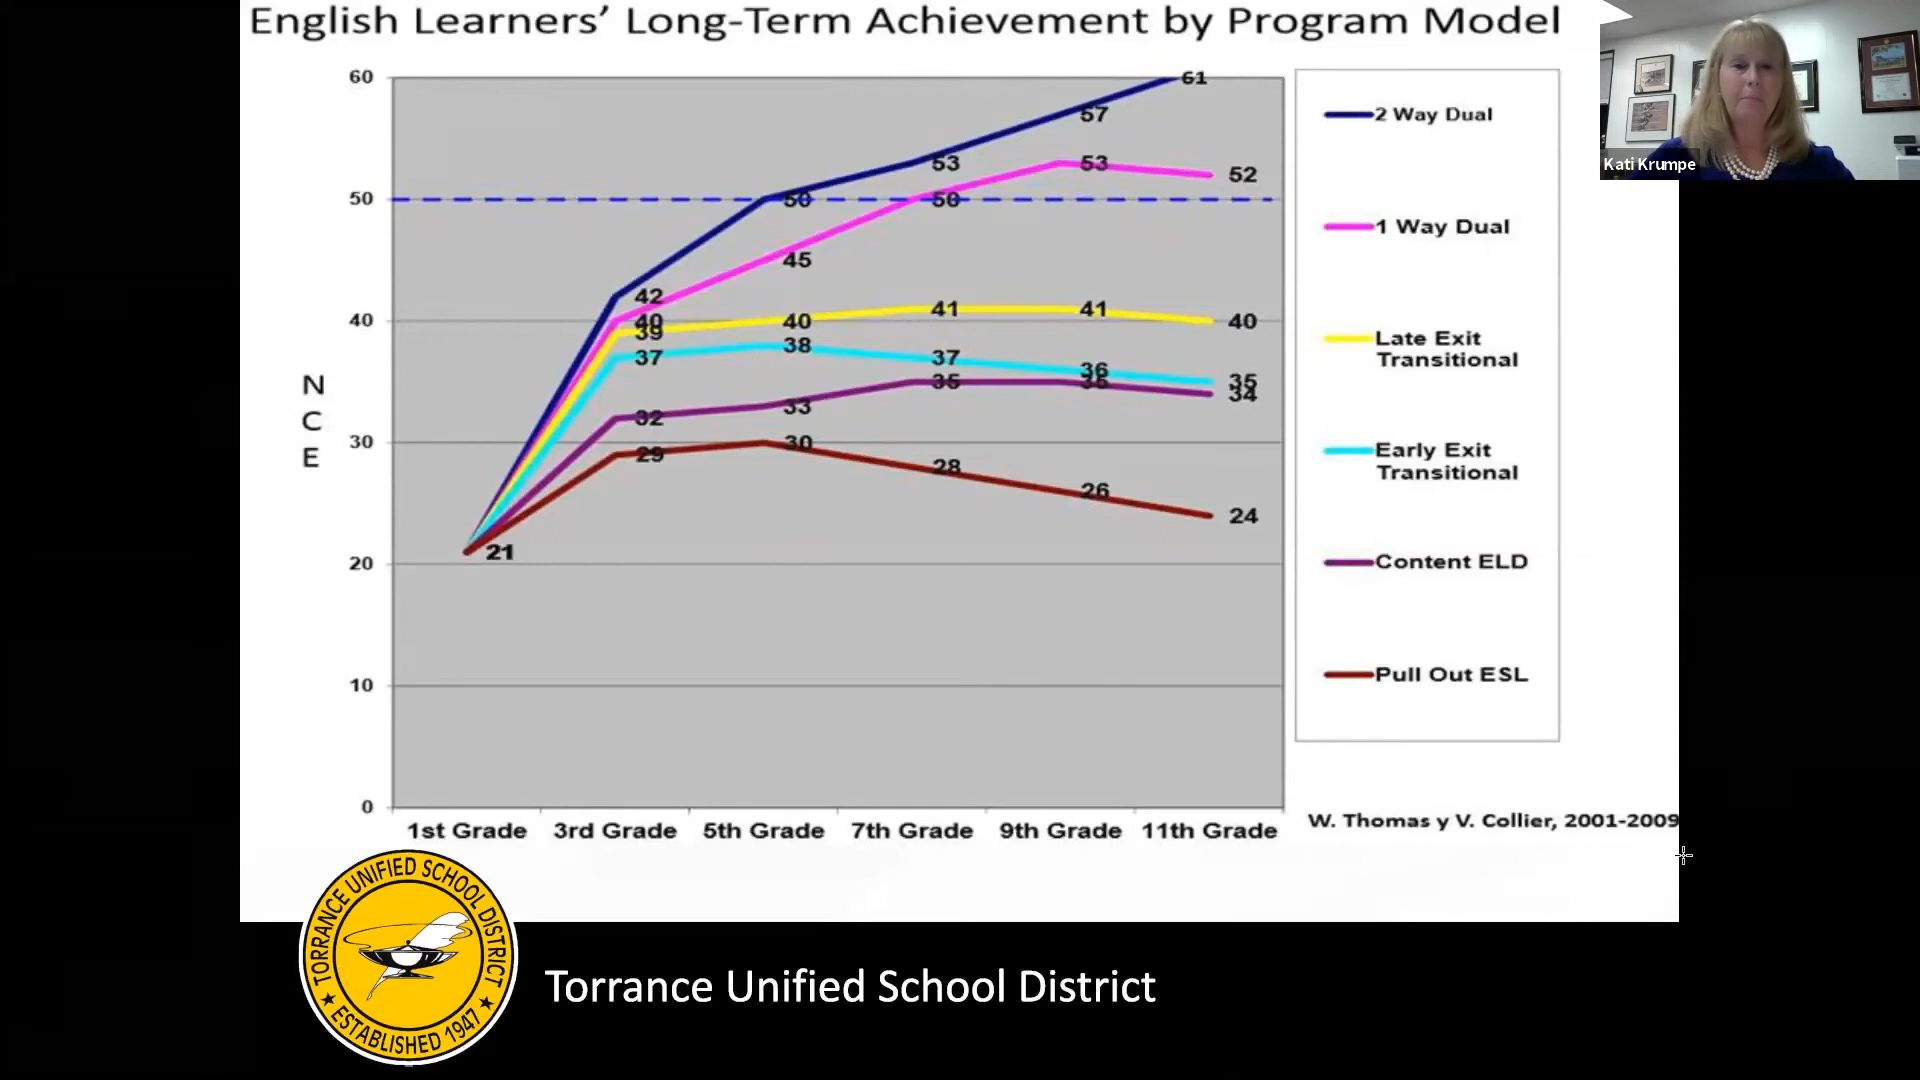 English Learners’ Long-Term Achievement by Program Model
Kati Krumpe
60
50
40
30
20
10
0
N
C
E
61
57
53
50
42
21
52
53
50
45
40
39
40
41
41
40
37
38
37
36
35
32
33
35
35
34
29
30
28
26
24
1st Grade 3rd Grade 5th Grade 7th Grade 9th Grade 11th Grade
2 Way Dual
1 Way Dual
Late Exit
Transitional
Early Exit
Transitional
Content ELD
Pull Out ESL
W. Thomas y V. Collier, 2001-2009
TORRANCE UNIFIED SCHOOL DISTRICT
★ ESTABLISHED 1947 ★
Torrance Unified School District